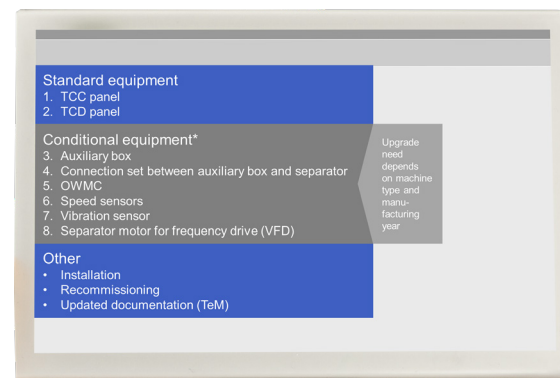 Standard equipment
1. TCC panel
2. TCD panel
Conditional equipment*
3. Auxiliary box
4. Connection set between auxiliary box and separator
5. OWMC
6. Speed sensors
7. Vibration sensor
8. Separator motor for frequency drive (VFD)
Upgrade
need
depends
on machine
type and
manu-
facturing
year
Other
• Installation
• Recommissioning
• Updated documentation (TeM)